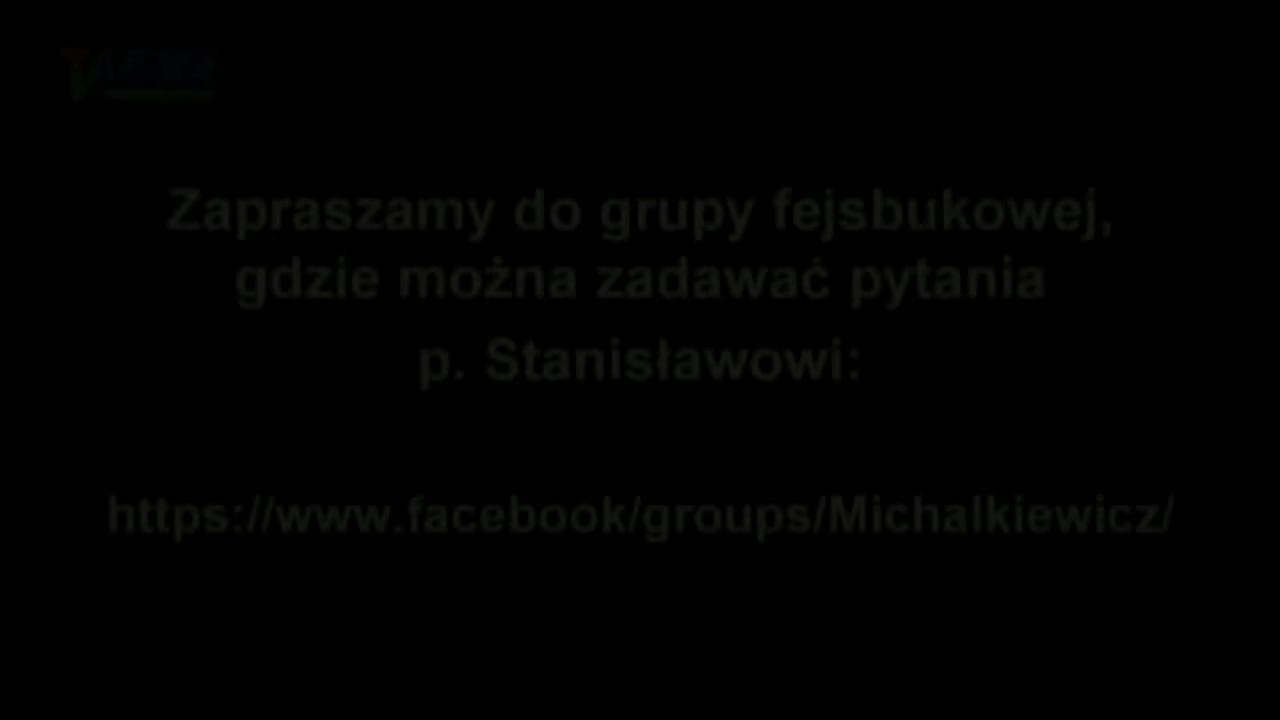 Zapraszamy do grupy fejsbukowej,
gdzie można zadawać pytania
p. Stanisławowi:
https://www.facebook/groups/Michalkiewicz/